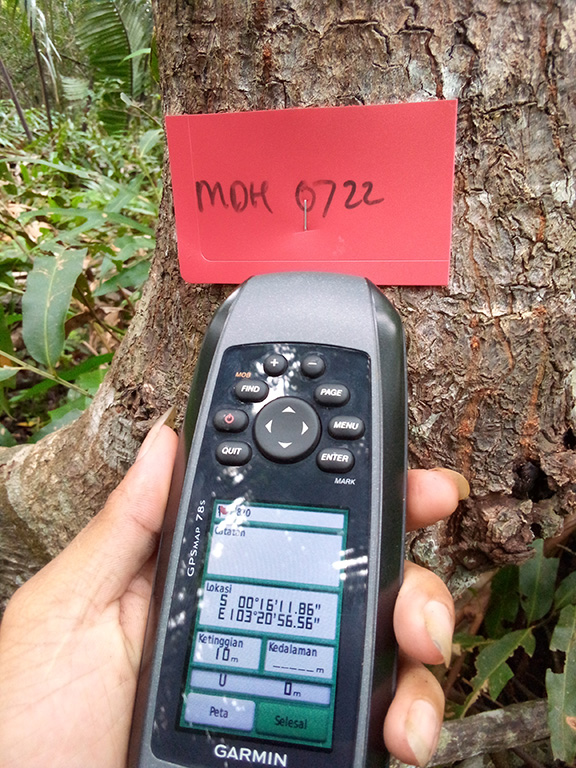 MDH 0722
MOB
+ −
FIND PAGE
MENU
QUIT ENTER
MARK
GPSMAP 78s
Catatan
Lokasi
S 00°16'11.86"
E103°20'56.56"
Ketinggian Kedalaman
10m _____m
U 0m
Peta Selesai
GARMIN